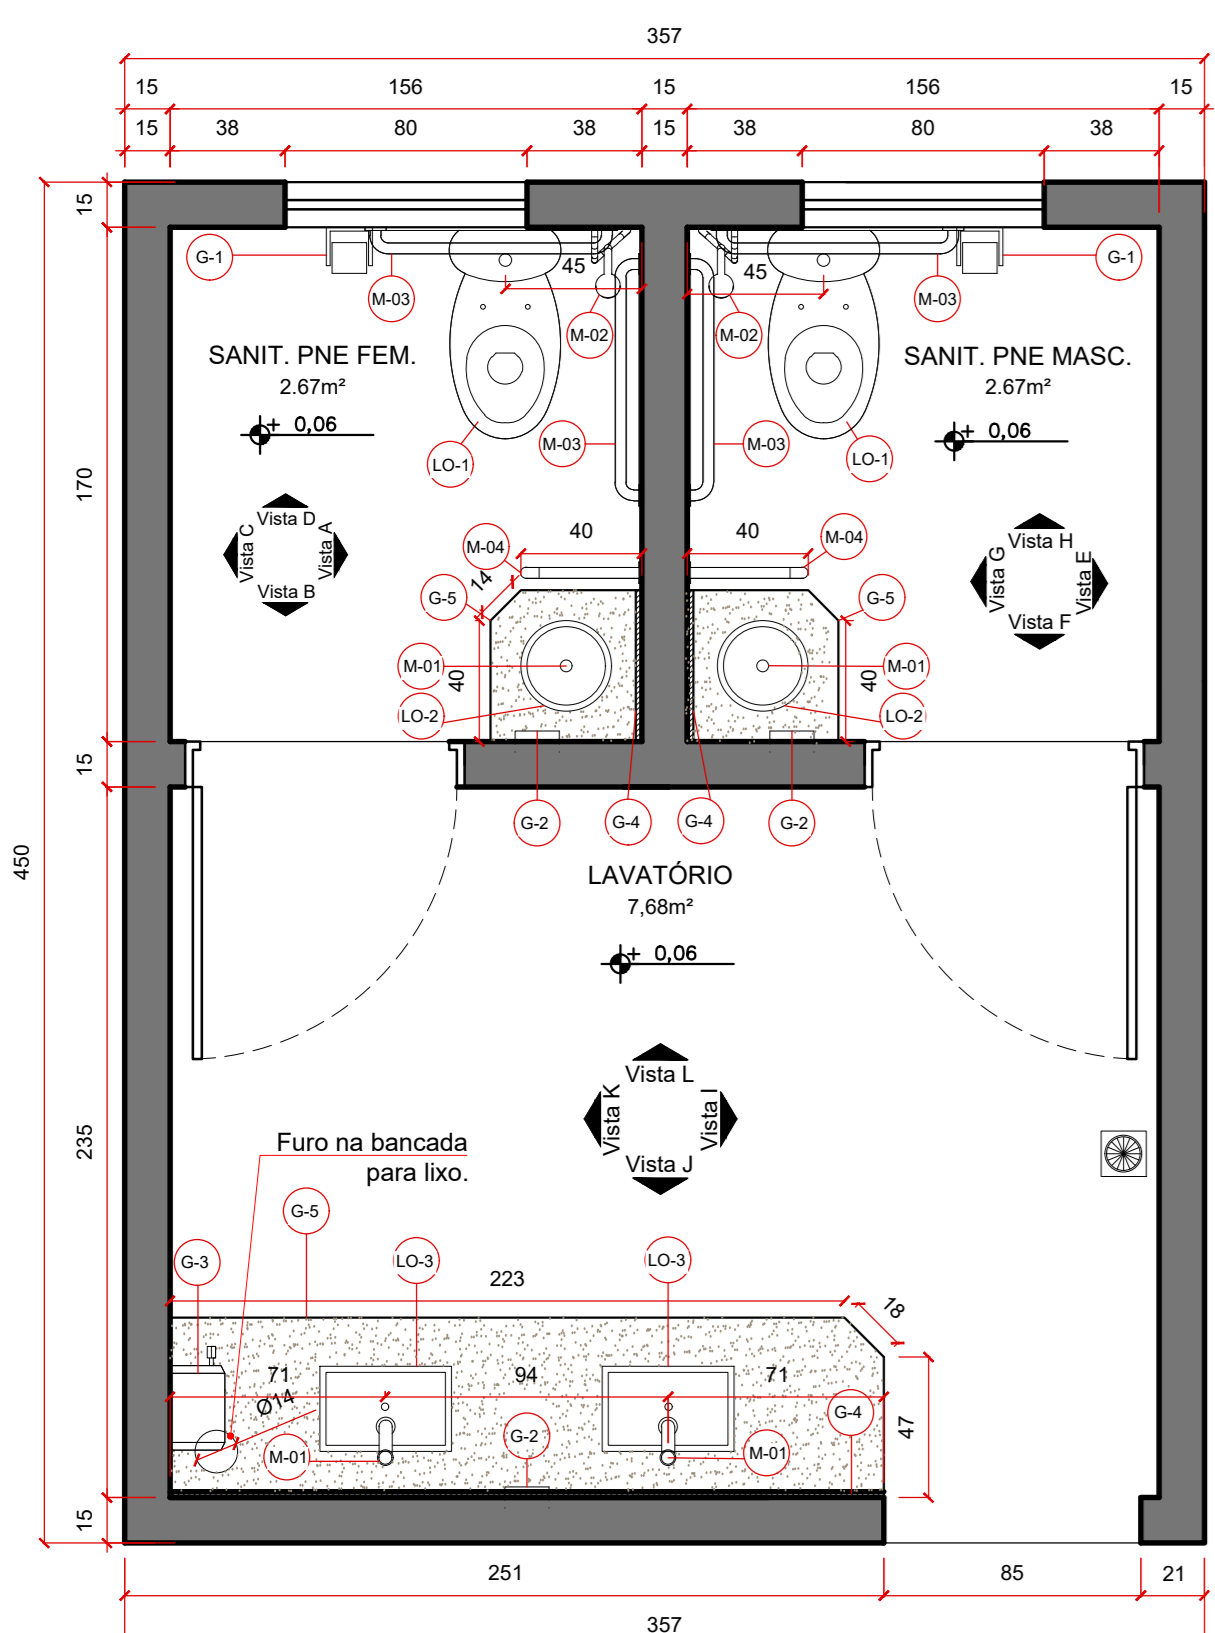 357
15 156 15 156 15
15 38 80 38 15 38 80 38
15
G-1 45 45 G-1
M-03 M-02 M-02 M-03
SANIT. PNE FEM. SANIT. PNE MASC.
2.67m² 2.67m²
+ 0,06 + 0,06
LO-1 M-03 M-03 LO-1
170
Vista D
Vista C Vista A
Vista B
Vista H
Vista G Vista E
Vista F
M-04 40 40 M-04
14
G-5 G-5
M-01 40 M-01 40
LO-2 LO-2
15
G-2 G-4 G-4 G-2
450
LAVATÓRIO
7,68m²
+ 0,06
Vista L
Vista K Vista I
Vista J
235
Furo na bancada
para lixo.
G-5
G-3 LO-3 LO-3
223 18
71 94 71
Ø14
G-2 G-4 47
M-01 M-01
15
251 85 21
357